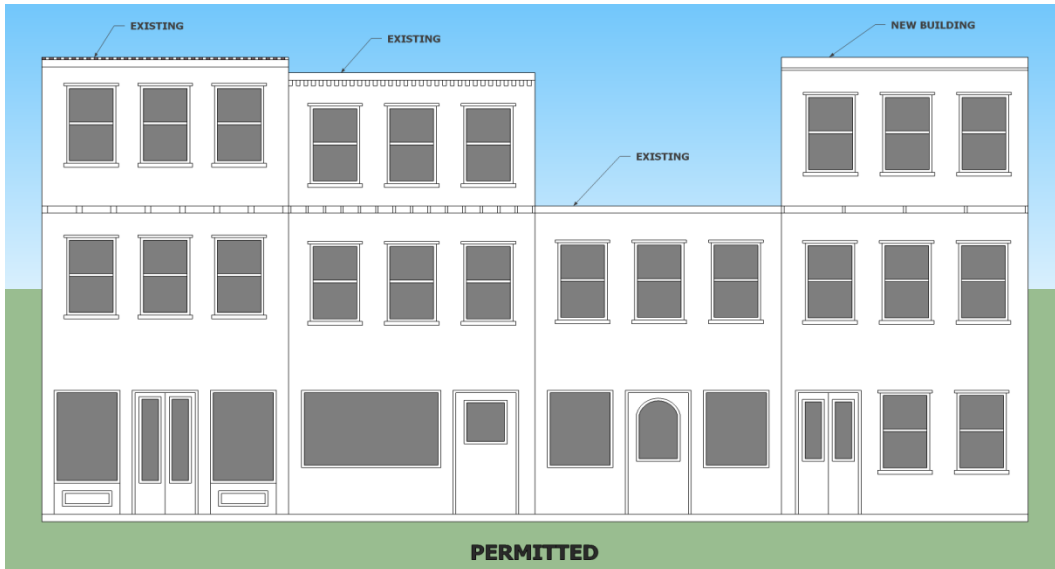 EXISTING
EXISTING
NEW BUILDING
EXISTING
PERMITTED